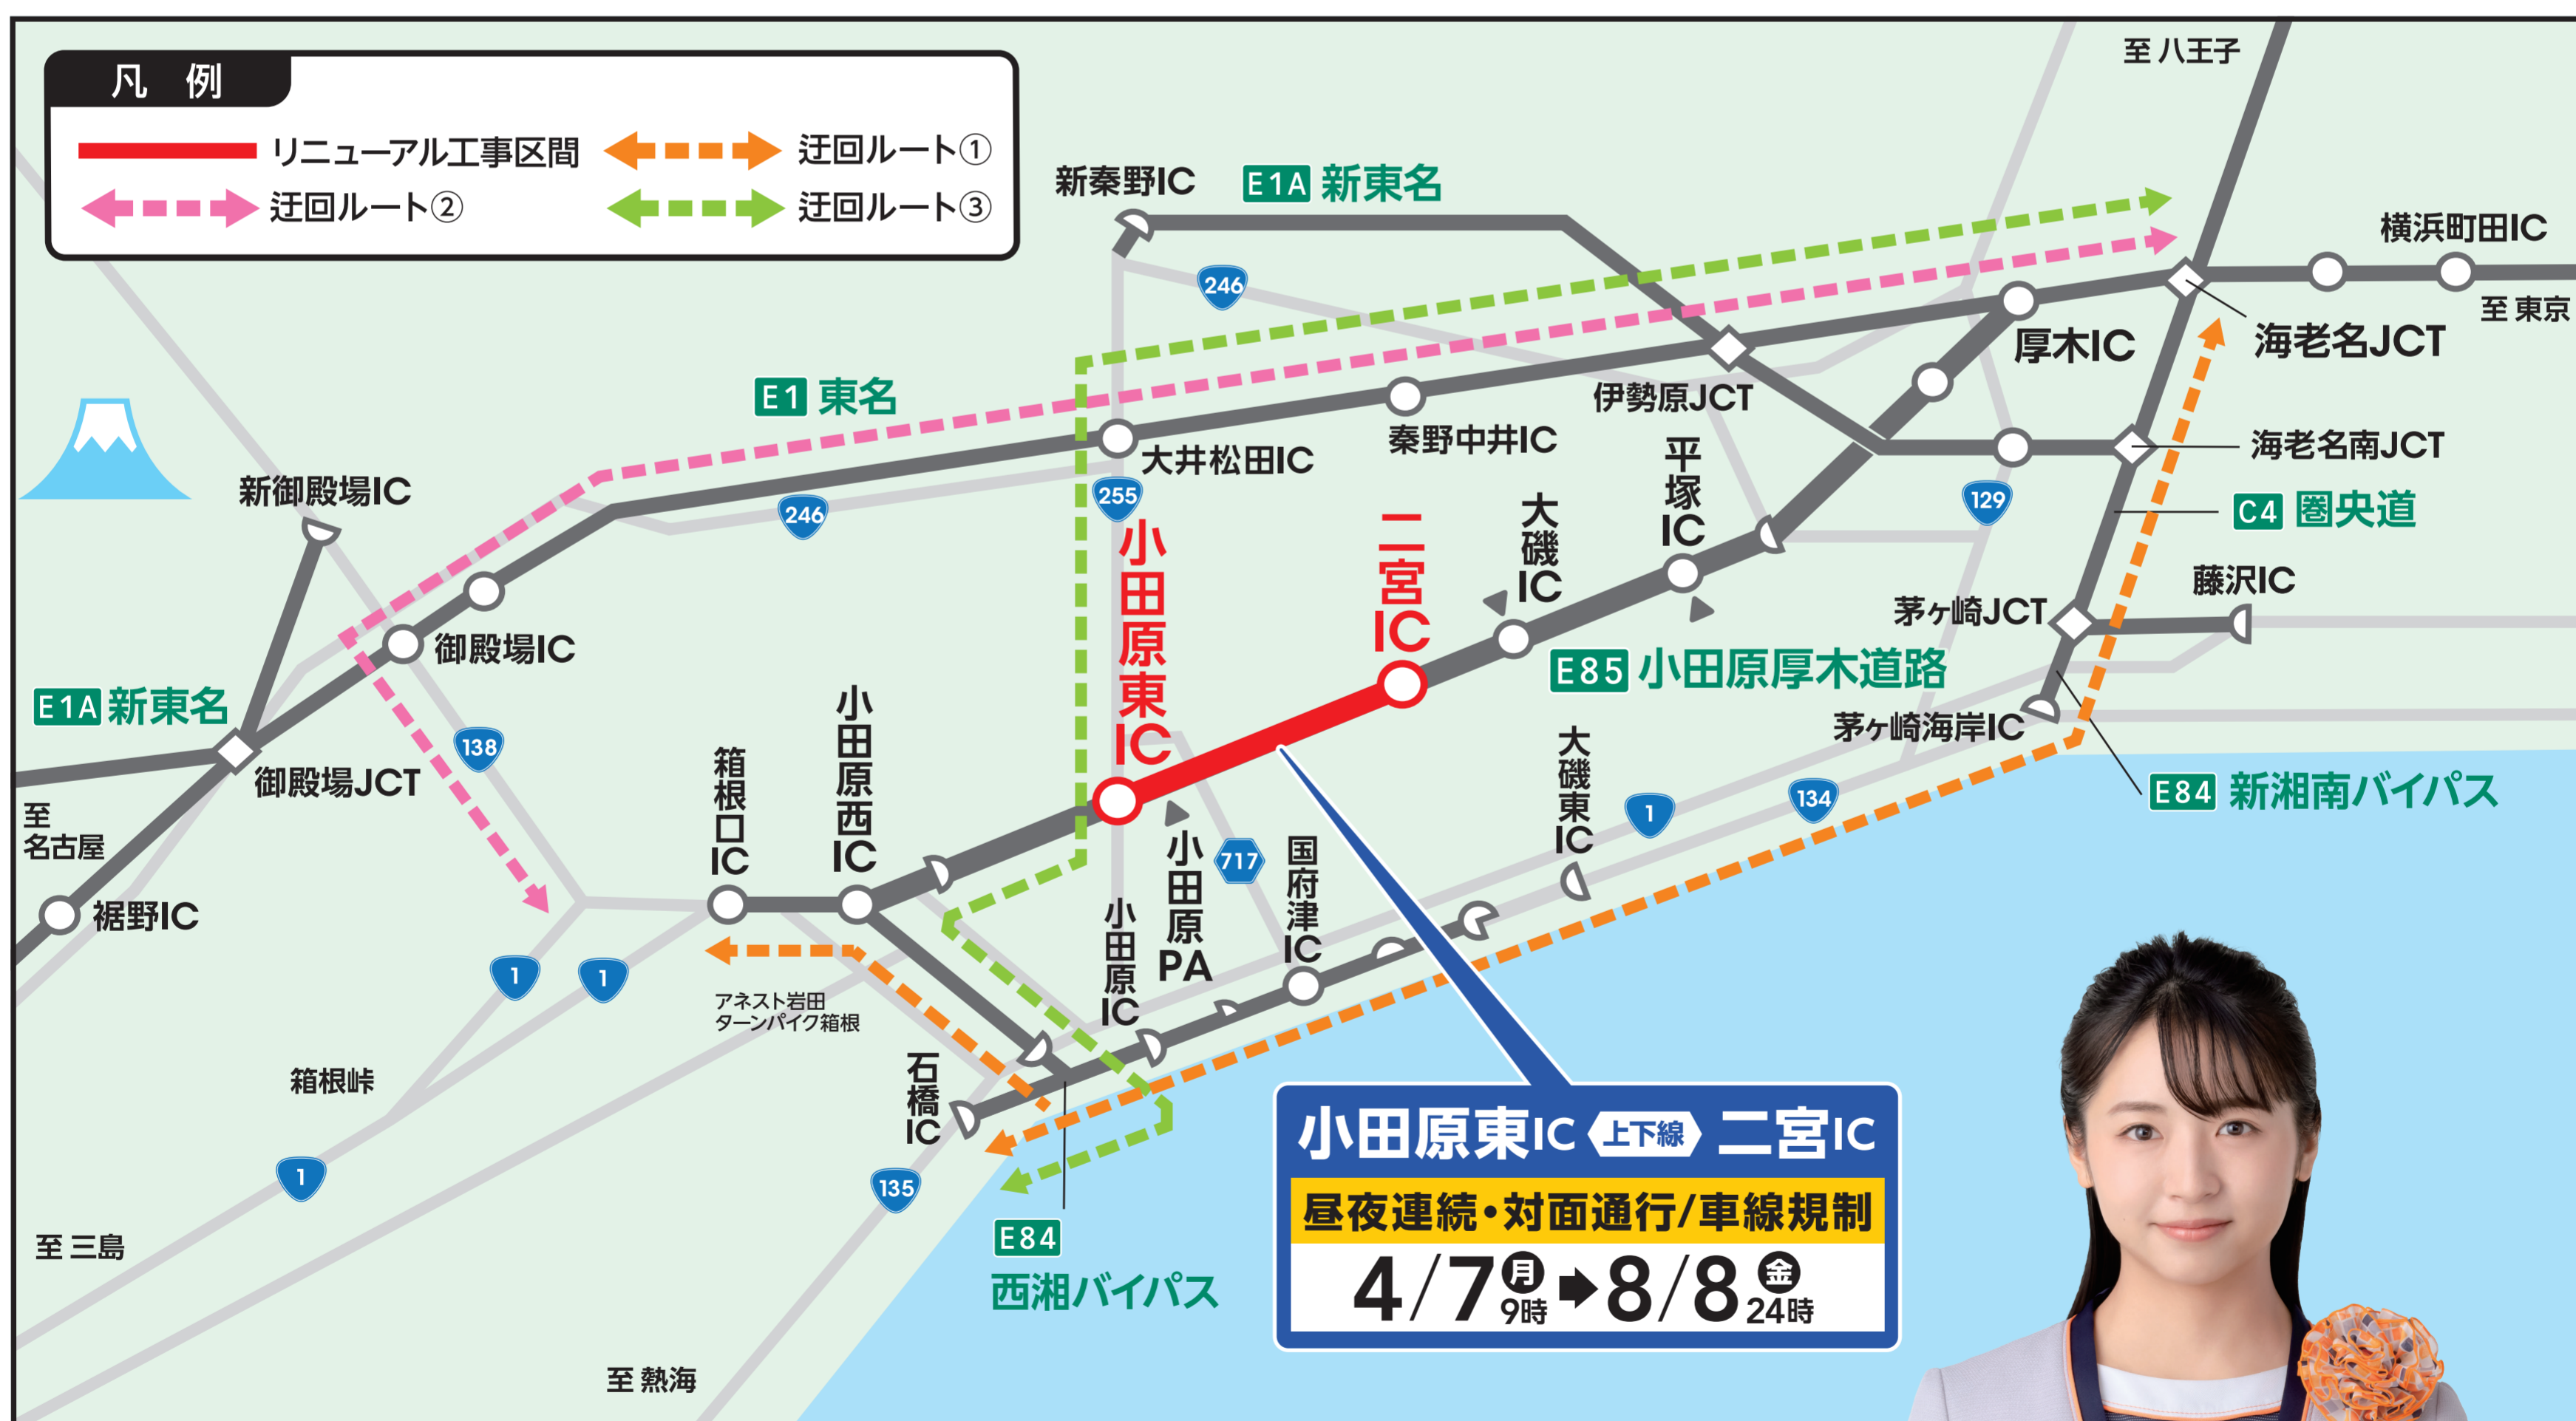 凡 例
リニューアル工事区間
迂回ルート①
迂回ルート②
迂回ルート③
至 八王子
新秦野IC
E1A 新東名
246
横浜町田IC
至 東京
海老名JCT
厚木IC
E1 東名
伊勢原JCT
秦野中井IC
大井松田IC
平塚IC
海老名南JCT
新御殿場IC
246
255
大磯IC
129
C4 圏央道
小田原東IC
二宮IC
藤沢IC
茅ヶ崎JCT
御殿場IC
E85 小田原厚木道路
E1A 新東名
138
小田原西IC
箱根口IC
茅ヶ崎海岸IC
大磯東IC
御殿場JCT
E84 新湘南バイパス
134
1
至
名古屋
小田原PA
717
国府津IC
裾野IC
小田原IC
1
1
アネスト岩田
ターンパイク箱根
石橋IC
箱根峠
1
135
小田原東IC 上下線 二宮IC
昼夜連続・対面通行/車線規制
4/7月9時➡8/8金24時
E84
西湘バイパス
至 三島
至 熱海